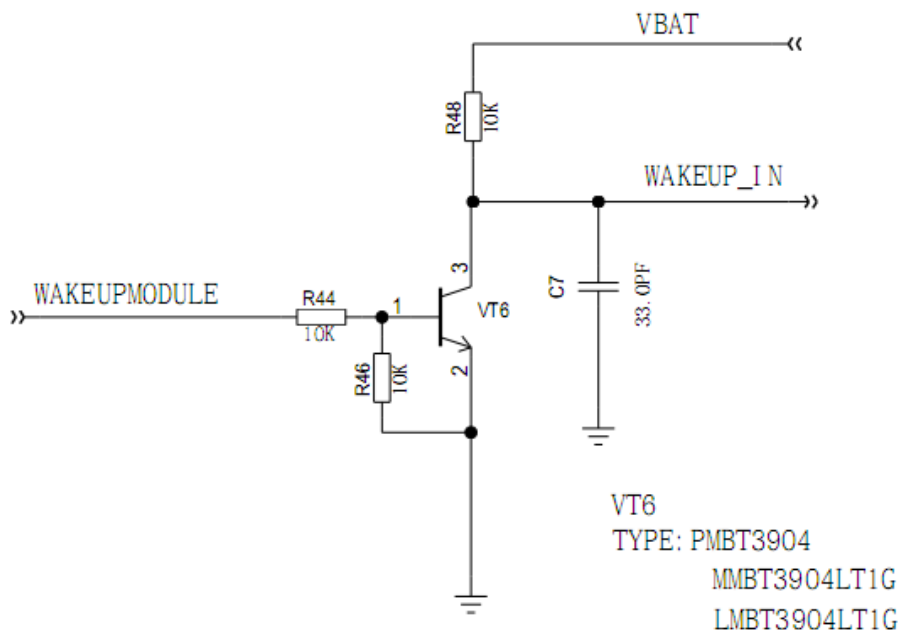 VBAT
R48
10K
WAKEUP_IN
3
C7
33.0PF
WAKEUPMODULE
R44
10K
1
VT6
R46
10K
2
VT6
TYPE: PMBT3904
MMBT3904LT1G
LMBT3904LT1G